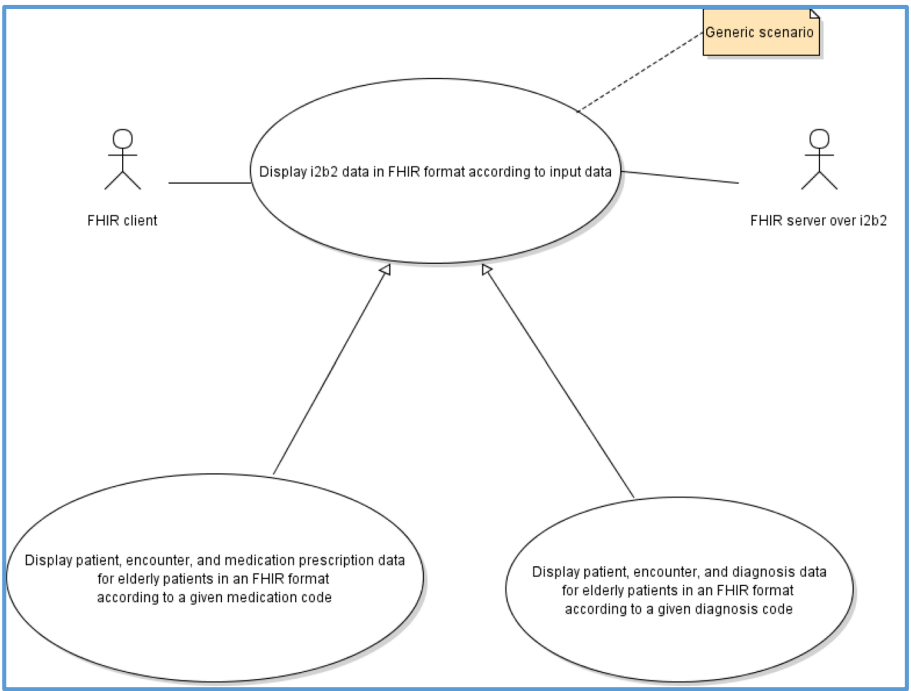 Generic scenario
Display i2b2 data in FHIR format according to input data
FHIR client
FHIR server over i2b2
Display patient, encounter, and medication prescription data
for elderly patients in an FHIR format
according to a given medication code
Display patient, encounter, and diagnosis data
for elderly patients in an FHIR format
according to a given diagnosis code